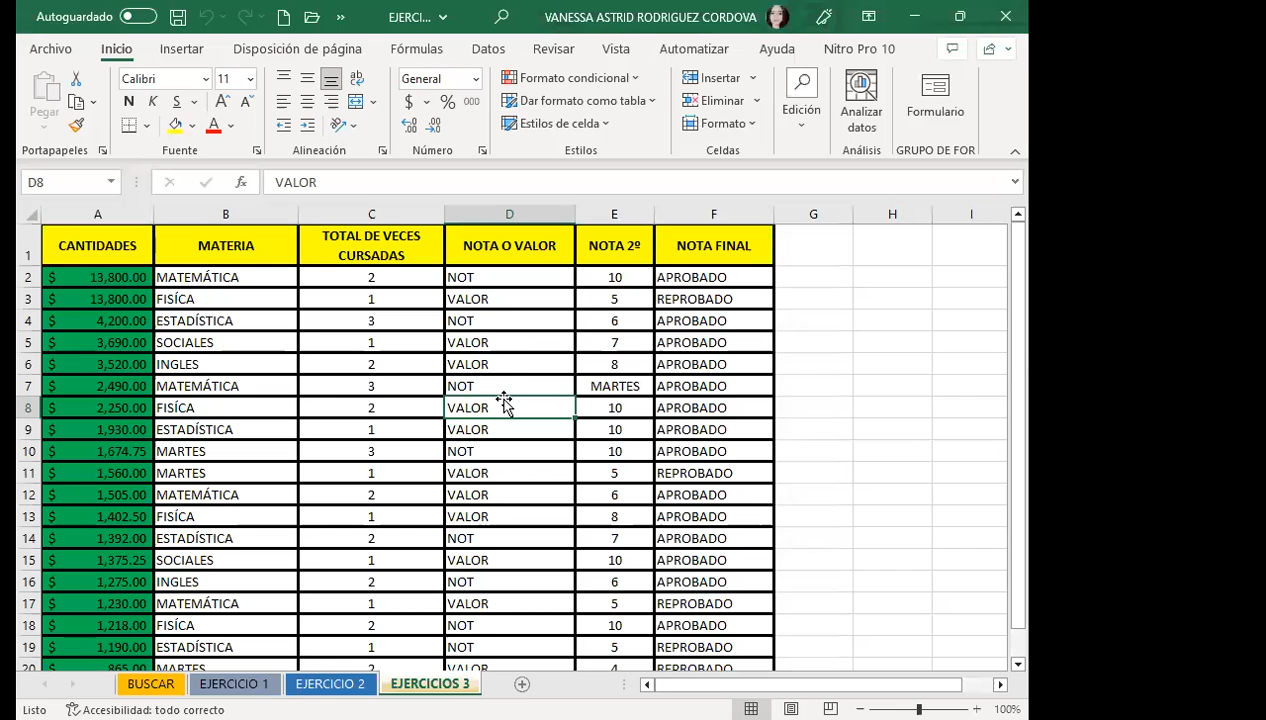 Autoguardado EJERCI... VANESSA ASTRID RODRIGUEZ CORDOVA
Archivo Inicio Insertar Disposición de página Fórmulas Datos Revisar Vista Automatizar Ayuda Nitro Pro 10
Pegar Calibri 11 General Formato condicional Insertar Edición Analizar datos Formulario
N K S $ % 000 Dar formato como tabla Eliminar
Estilos de celda Formato
Portapapeles Fuente Alineación Número Estilos Celdas Análisis GRUPO DE FOR
D8 fx VALOR
A B C D E F G H I
1 CANTIDADES MATERIA TOTAL DE VECES CURSADAS NOTA O VALOR NOTA 2º NOTA FINAL
2 $ 13,800.00 MATEMÁTICA 2 NOT 10 APROBADO
3 $ 13,800.00 FISÍCA 1 VALOR 5 REPROBADO
4 $ 4,200.00 ESTADÍSTICA 3 NOT 6 APROBADO
5 $ 3,690.00 SOCIALES 1 VALOR 7 APROBADO
6 $ 3,520.00 INGLES 2 VALOR 8 APROBADO
7 $ 2,490.00 MATEMÁTICA 3 NOT MARTES APROBADO
8 $ 2,250.00 FISÍCA 2 VALOR 10 APROBADO
9 $ 1,930.00 ESTADÍSTICA 1 VALOR 10 APROBADO
10 $ 1,674.75 MARTES 3 NOT 10 APROBADO
11 $ 1,560.00 MARTES 1 VALOR 5 REPROBADO
12 $ 1,505.00 MATEMÁTICA 2 VALOR 6 APROBADO
13 $ 1,402.50 FISÍCA 1 VALOR 8 APROBADO
14 $ 1,392.00 ESTADÍSTICA 2 NOT 7 APROBADO
15 $ 1,375.25 SOCIALES 1 VALOR 10 APROBADO
16 $ 1,275.00 INGLES 2 NOT 6 APROBADO
17 $ 1,230.00 MATEMÁTICA 1 VALOR 5 REPROBADO
18 $ 1,218.00 FISÍCA 2 NOT 10 APROBADO
19 $ 1,190.00 ESTADÍSTICA 1 NOT 5 REPROBADO
20 $ 865.00 MARTES 2 VALOR 4 REPROBADO
BUSCAR EJERCICIO 1 EJERCICIO 2 EJERCICIOS 3
Listo Accesibilidad: todo correcto 100%